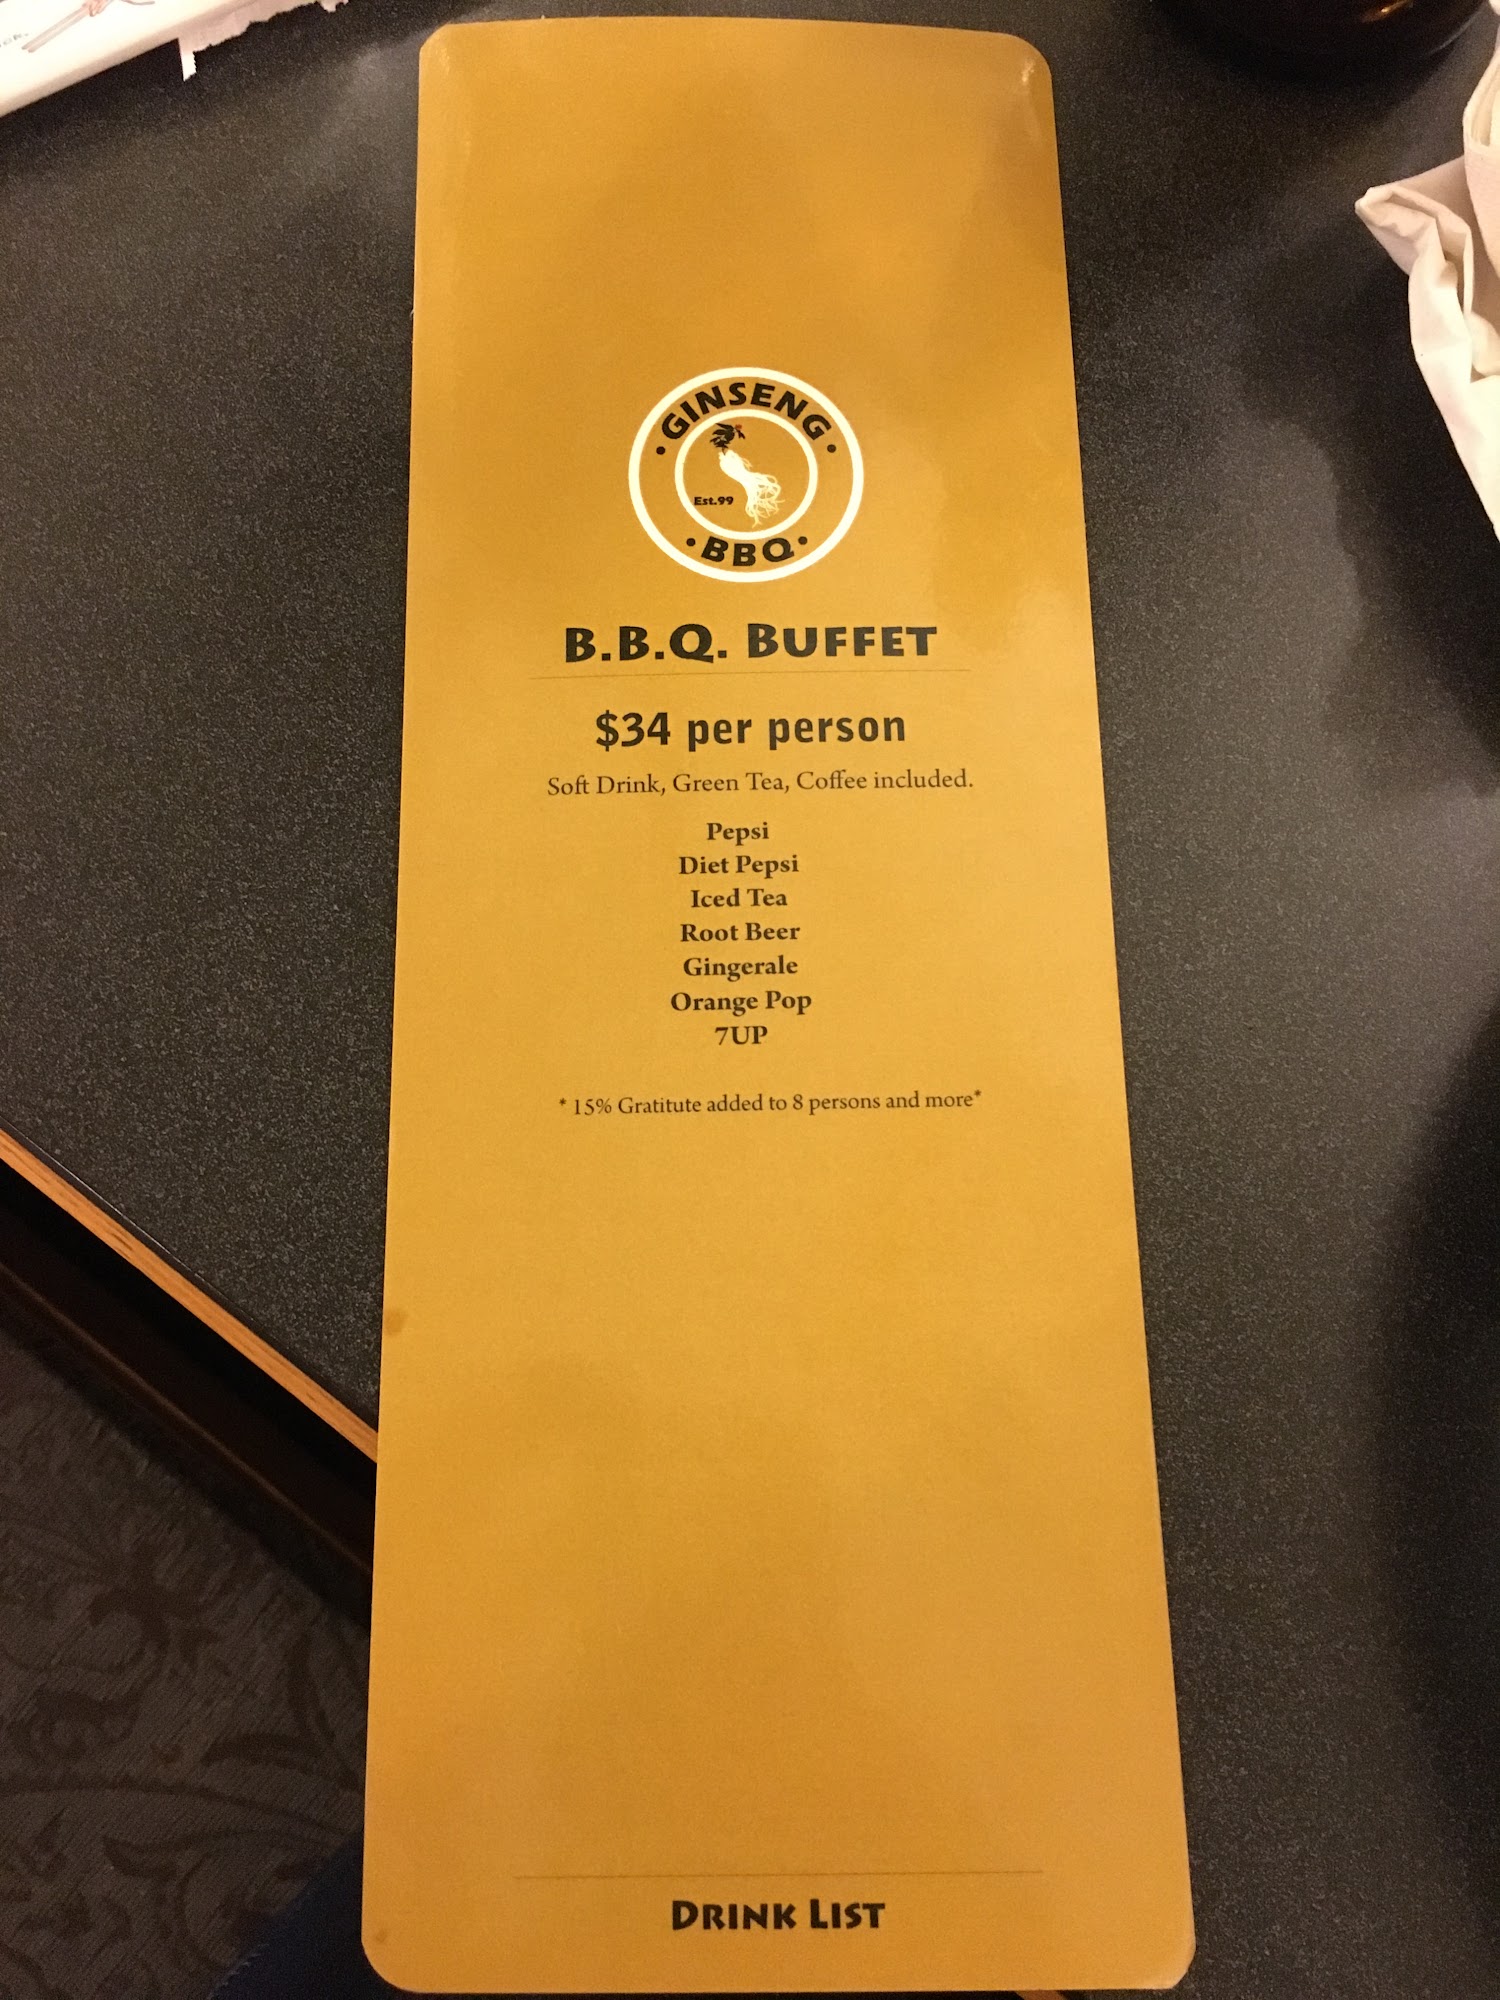 GINSENG
Est.99
BBQ
B.B.Q. BUFFET
$34 per person
Soft Drink, Green Tea, Coffee included.
Pepsi
Diet Pepsi
Iced Tea
Root Beer
Gingerale
Orange Pop
7UP
* 15% Gratitute added to 8 persons and more*
DRINK LIST